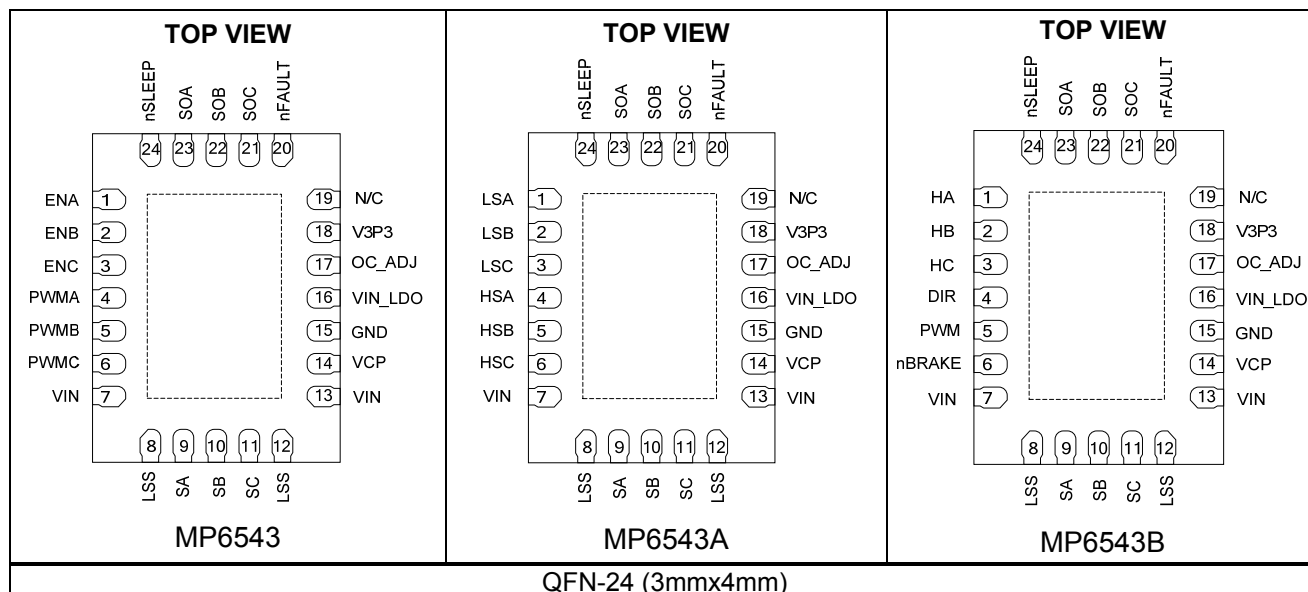 TOP VIEW
nSLEEP
SOA
SOB
SOC
nFAULT
24 23 22 21 20
ENA 1
ENB 2
ENC 3
PWMA 4
PWMB 5
PWMC 6
VIN 7
19 N/C
18 V3P3
17 OC_ADJ
16 VIN_LDO
15 GND
14 VCP
13 VIN
8 9 10 11 12
LSS
SA
SB
SC
LSS
MP6543
TOP VIEW
nSLEEP
SOA
SOB
SOC
nFAULT
24 23 22 21 20
LSA 1
LSB 2
LSC 3
HSA 4
HSB 5
HSC 6
VIN 7
19 N/C
18 V3P3
17 OC_ADJ
16 VIN_LDO
15 GND
14 VCP
13 VIN
8 9 10 11 12
LSS
SA
SB
SC
LSS
MP6543A
TOP VIEW
nSLEEP
SOA
SOB
SOC
nFAULT
24 23 22 21 20
HA 1
HB 2
HC 3
DIR 4
PWM 5
nBRAKE 6
VIN 7
19 N/C
18 V3P3
17 OC_ADJ
16 VIN_LDO
15 GND
14 VCP
13 VIN
8 9 10 11 12
LSS
SA
SB
SC
LSS
MP6543B
QFN-24 (3mmx4mm)